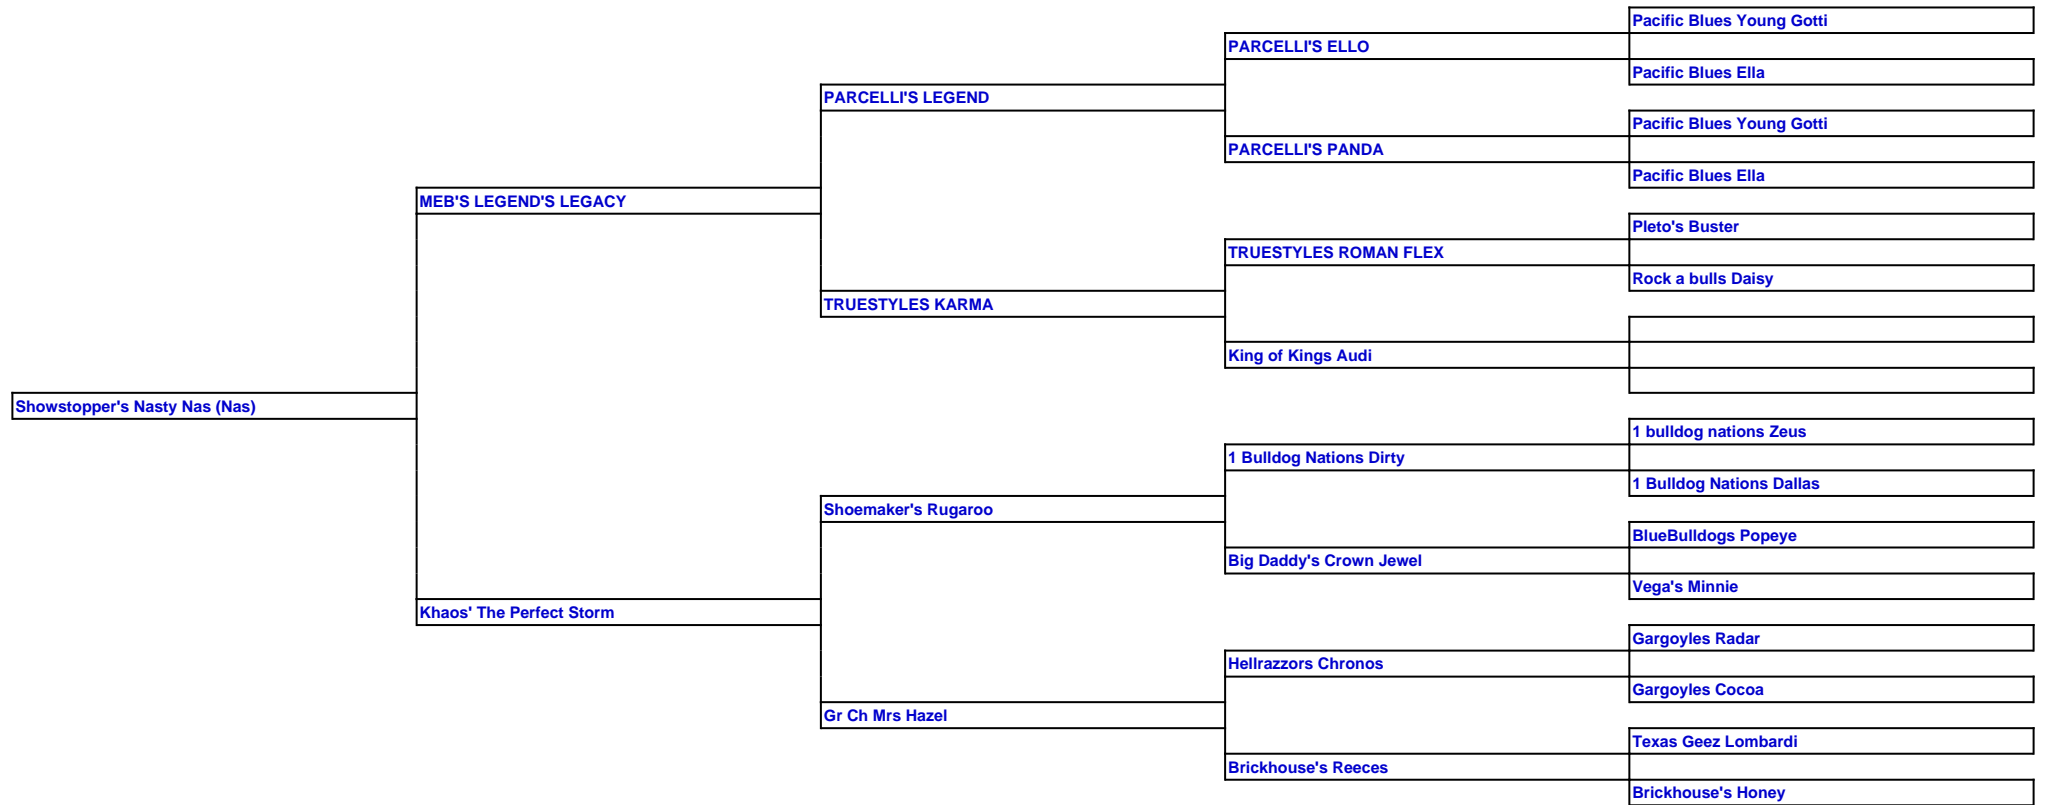 Pacific Blues Young Gotti
PARCELLI'S ELLO
Pacific Blues Ella
PARCELLI'S LEGEND
Pacific Blues Young Gotti
PARCELLI'S PANDA
Pacific Blues Ella
MEB'S LEGEND'S LEGACY
Pleto's Buster
TRUESTYLES ROMAN FLEX
Rock a bulls Daisy
TRUESTYLES KARMA
King of Kings Audi
Showstopper's Nasty Nas (Nas)
1 bulldog nations Zeus
1 Bulldog Nations Dirty
1 Bulldog Nations Dallas
Shoemaker's Rugaroo
BlueBulldogs Popeye
Big Daddy's Crown Jewel
Vega's Minnie
Khaos' The Perfect Storm
Gargoyles Radar
Hellrazzors Chronos
Gargoyles Cocoa
Gr Ch Mrs Hazel
Texas Geez Lombardi
Brickhouse's Reeces
Brickhouse's Honey